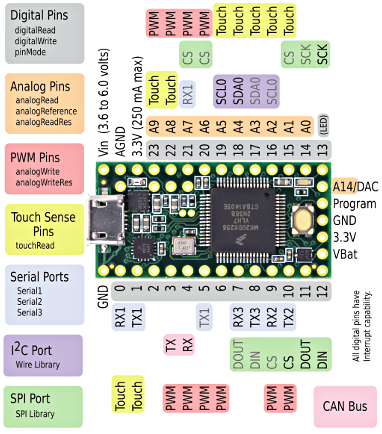 Digital Pins
digitalRead
digitalWrite
pinMode
Analog Pins
analogRead
analogReference
analogReadRes
PWM Pins
analogWrite
analogWriteRes
Touch Sense
Pins
touchRead
Serial Ports
Serial1
Serial2
Serial3
I²C Port
Wire Library
SPI Port
SPI Library
PWM PWM PWM PWM Touch Touch Touch Touch
CS CS CS SCK SCK
Touch Touch RX1 SCL0 SDA0 SDA0 SCL0
A9 A8 A7 A6 A5 A4 A3 A2 A1 A0 (LED)
Vin (3.6 to 6.0 volts)
AGND
3.3V (250 mA max)
23 22 21 20 19 18 17 16 15 14 13
MK20DX256
VLH7
A14/DAC
Program
GND
3.3V
VBat
GND 0 1 2 3 4 5 6 7 8 9 10 11 12
RX1 TX1 TX1 RX3 TX3 RX2 TX2
TX RX DOUT DIN CS CS DOUT DIN
Touch Touch PWM PWM PWM PWM PWM PWM
All digital pins have
Interrupt capability.
CAN Bus